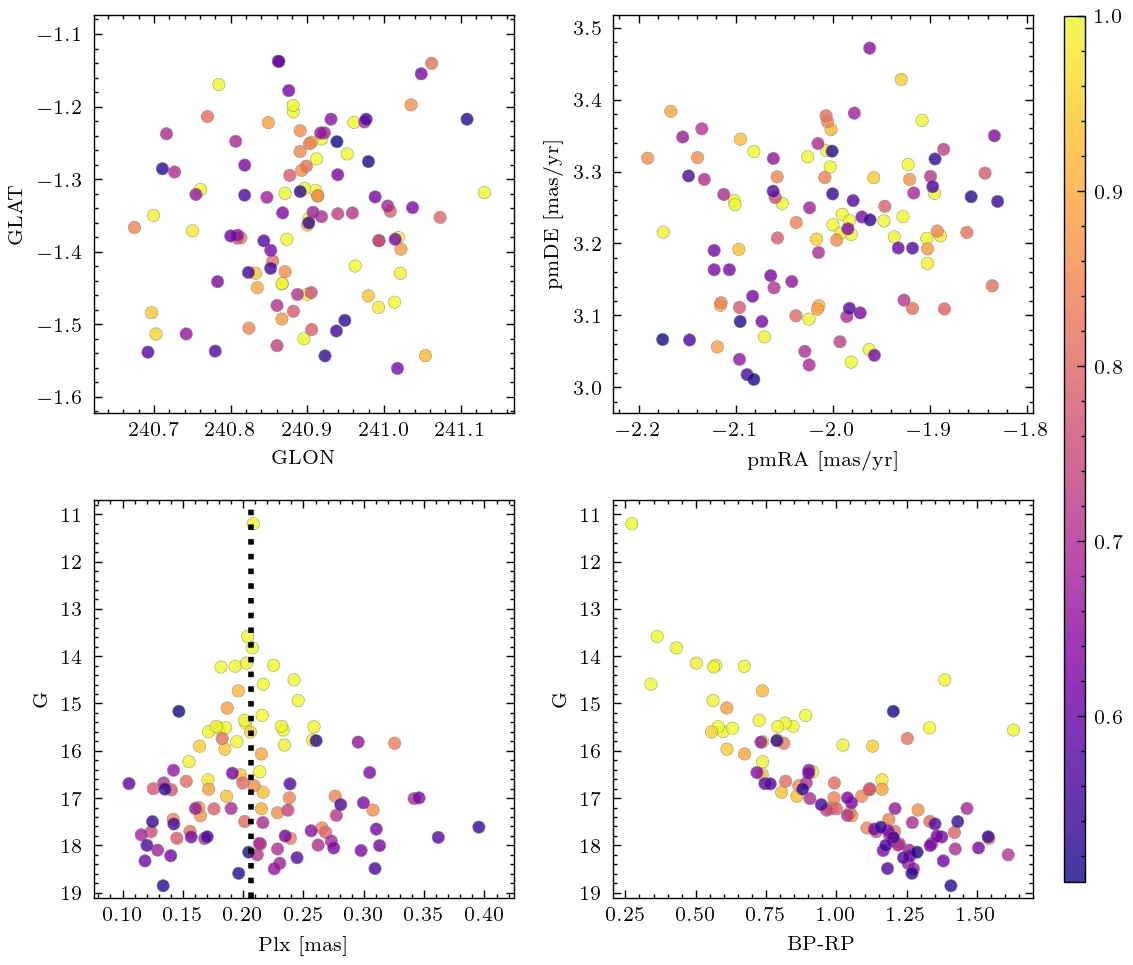 −1.1
−1.2
−1.3
−1.4
−1.5
−1.6
GLAT
240.7 240.8 240.9 241.0 241.1
GLON
3.5
3.4
3.3
3.2
3.1
3.0
pmDE [mas/yr]
−2.2 −2.1 −2.0 −1.9 −1.8
pmRA [mas/yr]
11
12
13
14
15
16
17
18
19
G
0.10 0.15 0.20 0.25 0.30 0.35 0.40
Plx [mas]
11
12
13
14
15
16
17
18
19
G
0.25 0.50 0.75 1.00 1.25 1.50
BP-RP
1.0
0.9
0.8
0.7
0.6